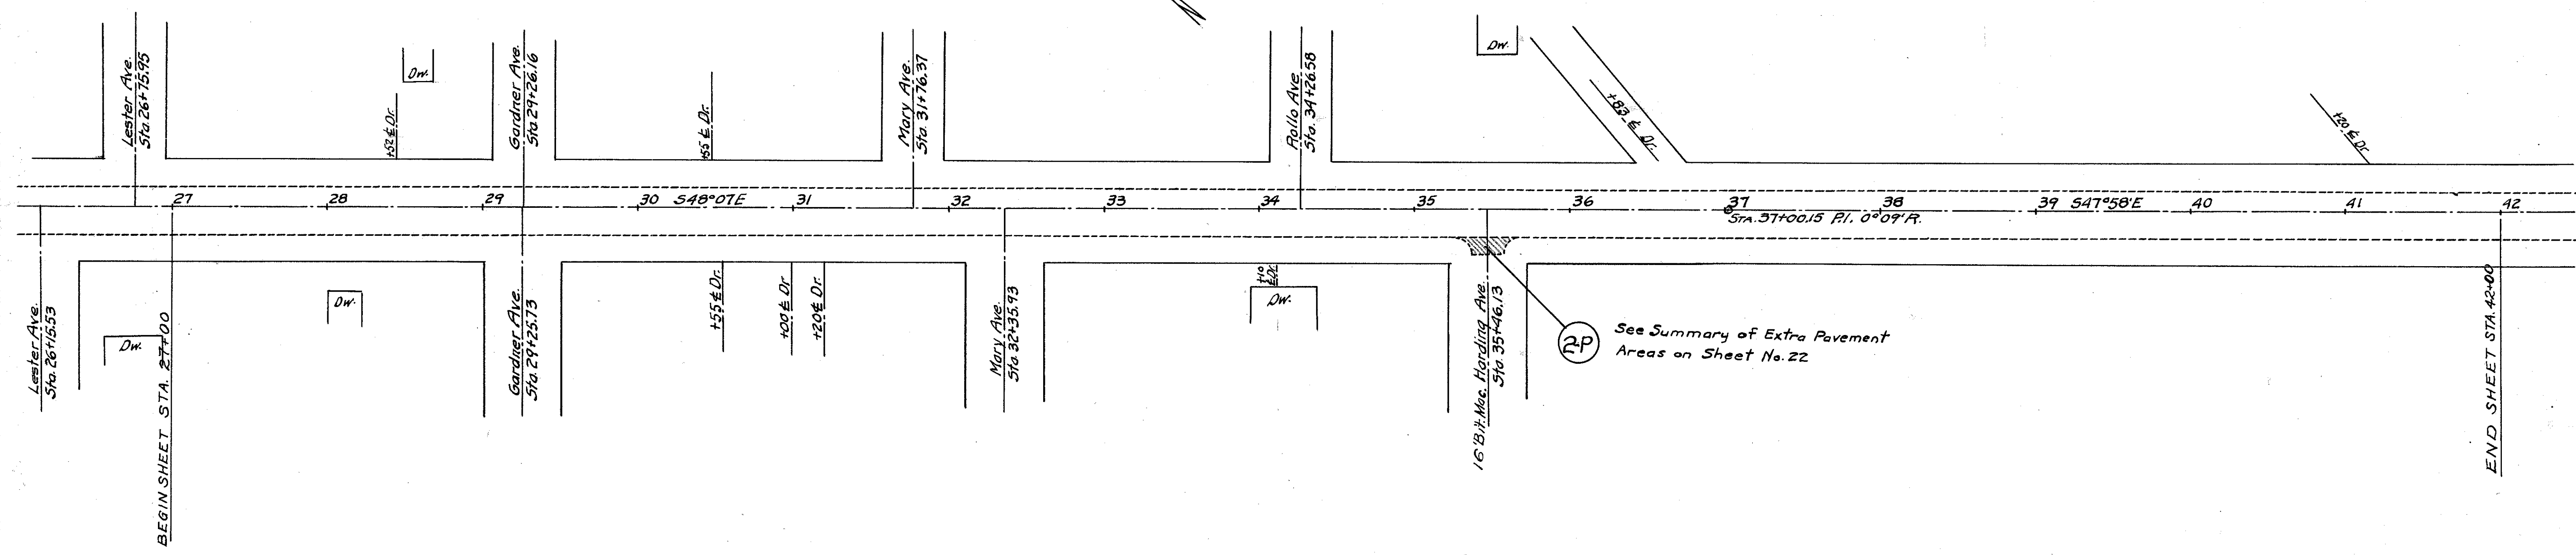 Lester Ave.
Sta. 26+75.95
Dw.
+52 ℄ Dr.
Gardner Ave.
Sta 29+26.16
+55 ℄ Dr.
Mary Ave.
Sta. 31+76.37
Rollo Ave
Sta. 34+26.58
Dw.
+83 ℄ Dr.
+20 ℄ Dr
27 28 29 30 S48°07'E 31 32 33 34 35 36 37 38 39 S47°58'E 40 41 42
STA. 37+00.15 P.I. 0°09'R.
Lester Ave.
Sta. 26+15.53
Dw.
BEGIN SHEET STA. 27+00
Dw.
Gardner Ave.
Sta. 29+25.73
+55 ℄ Dr.
+00 ℄ Dr
+20 ℄ Dr.
Mary Ave.
Sta. 32+35.93
+10
℄ Dr.
Dw.
16' Bit. Mac. Harding Ave.
Sta. 35+46.13
2-P
See Summary of Extra Pavement
Areas on Sheet No. 22
END SHEET STA. 42+00